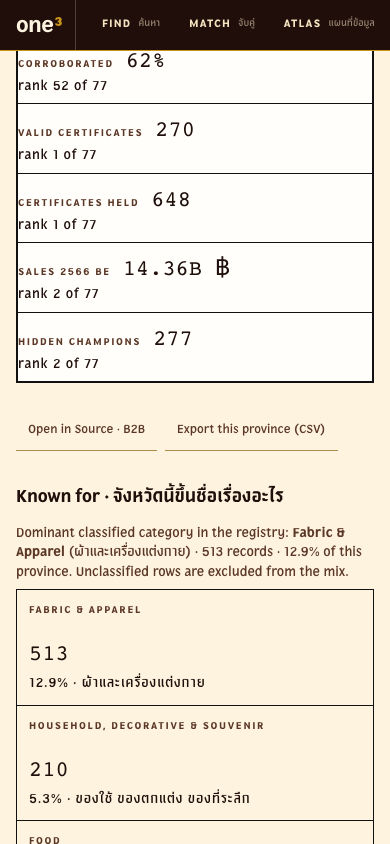 one³ FIND ค้นหา MATCH จับคู่ ATLAS แผนที่ข้อมูล
CORROBORATED 62%
rank 52 of 77
VALID CERTIFICATES 270
rank 1 of 77
CERTIFICATES HELD 648
rank 1 of 77
SALES 2566 BE 14.36B ฿
rank 2 of 77
HIDDEN CHAMPIONS 277
rank 2 of 77
Open in Source · B2B Export this province (CSV)
Known for · จังหวัดนี้ขึ้นชื่อเรื่องอะไร
Dominant classified category in the registry: Fabric &
Apparel (ผ้าและเครื่องแต่งกาย) · 513 records · 12.9% of this
province. Unclassified rows are excluded from the mix.
FABRIC & APPAREL
513
12.9% · ผ้าและเครื่องแต่งกาย
HOUSEHOLD, DECORATIVE & SOUVENIR
210
5.3% · ของใช้ ของตกแต่ง ของที่ระลึก
FOOD